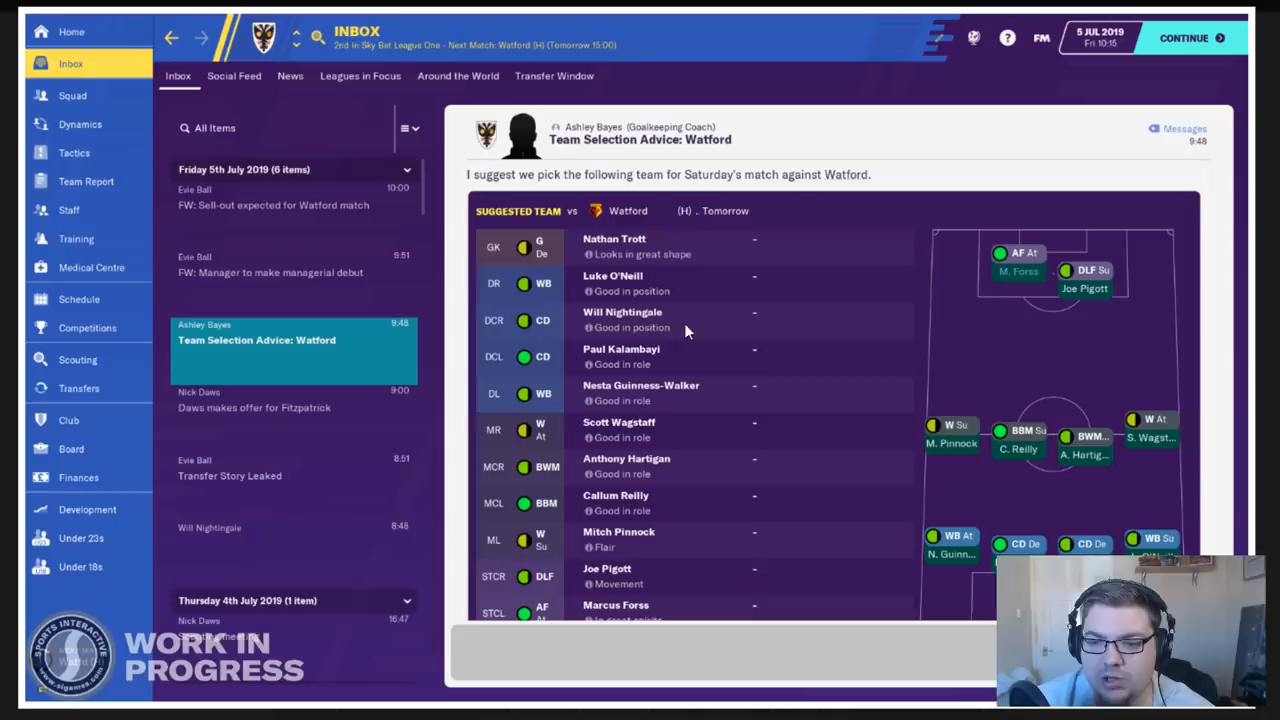 Home
Inbox
Squad
Dynamics
Tactics
Team Report
Staff
Training
Medical Centre
Schedule
Competitions
Scouting
Transfers
Club
Board
Finances
Development
Under 23s
Under 18s
INBOX
2nd in Sky Bet League One - Next Match: Watford (H) (Tomorrow 15:00)
?
FM
5 JUL 2019
Fri 10:15
CONTINUE
Inbox
Social Feed
News
Leagues in Focus
Around the World
Transfer Window
All Items
Friday 5th July 2019 (6 items)
Evie Ball 10:00
FW: Sell-out expected for Watford match
Evie Ball 9:51
FW: Manager to make managerial debut
Ashley Bayes 9:48
Team Selection Advice: Watford
Nick Daws 9:00
Daws makes offer for Fitzpatrick
Evie Ball 8:51
Transfer Story Leaked
Will Nightingale 8:48
Thursday 4th July 2019 (1 item)
Nick Daws 16:47
Scouting meeting
Ashley Bayes (Goalkeeping Coach)
Team Selection Advice: Watford
Messages
9:48
I suggest we pick the following team for Saturday's match against Watford.
SUGGESTED TEAM vs Watford (H) .. Tomorrow
GK G De Nathan Trott -
Looks in great shape
DR WB Luke O'Neill -
Good in position
DCR CD Will Nightingale -
Good in position
DCL CD Paul Kalambayi -
Good in role
DL WB Nesta Guinness-Walker -
Good in role
MR W At Scott Wagstaff -
Good in role
MCR BWM Anthony Hartigan -
Good in role
MCL BBM Callum Reilly -
Good in role
ML W Su Mitch Pinnock -
Flair
STCR DLF Joe Pigott -
Movement
STCL AF At Marcus Forss -
In great spirits
AF At
M. Forss
DLF Su
Joe Pigott
W Su
M. Pinnock
BBM Su
C. Reilly
BWM...
A. Hartig...
W At
S. Wagst...
WB At
N. Guinn...
CD De
CD De
WB Su
SPORTS INTERACTIVE
www.sigames.com
WORK IN
PROGRESS